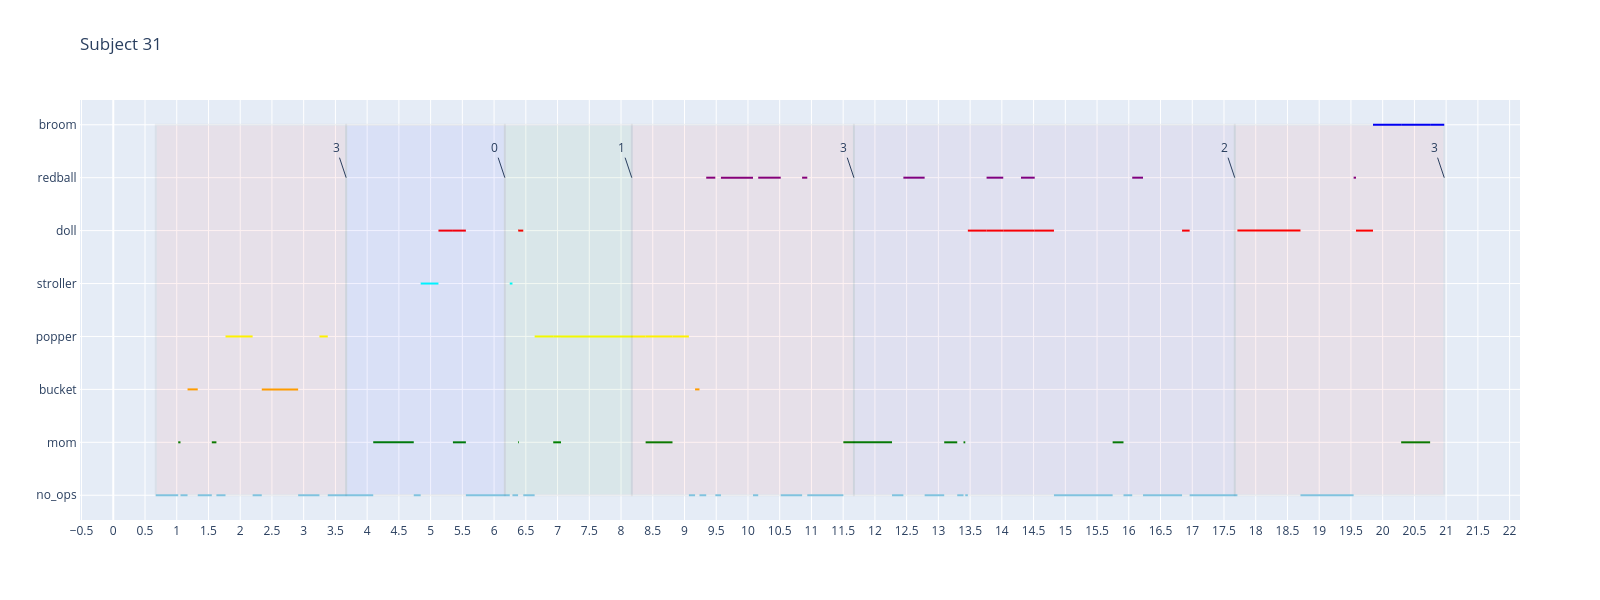 Subject 31
broom
3 0 1 3 2 3
redball
doll
stroller
popper
bucket
mom
no_ops
−0.5 0 0.5 1 1.5 2 2.5 3 3.5 4 4.5 5 5.5 6 6.5 7 7.5 8 8.5 9 9.5 10 10.5 11 11.5 12 12.5 13 13.5 14 14.5 15 15.5 16 16.5 17 17.5 18 18.5 19 19.5 20 20.5 21 21.5 22